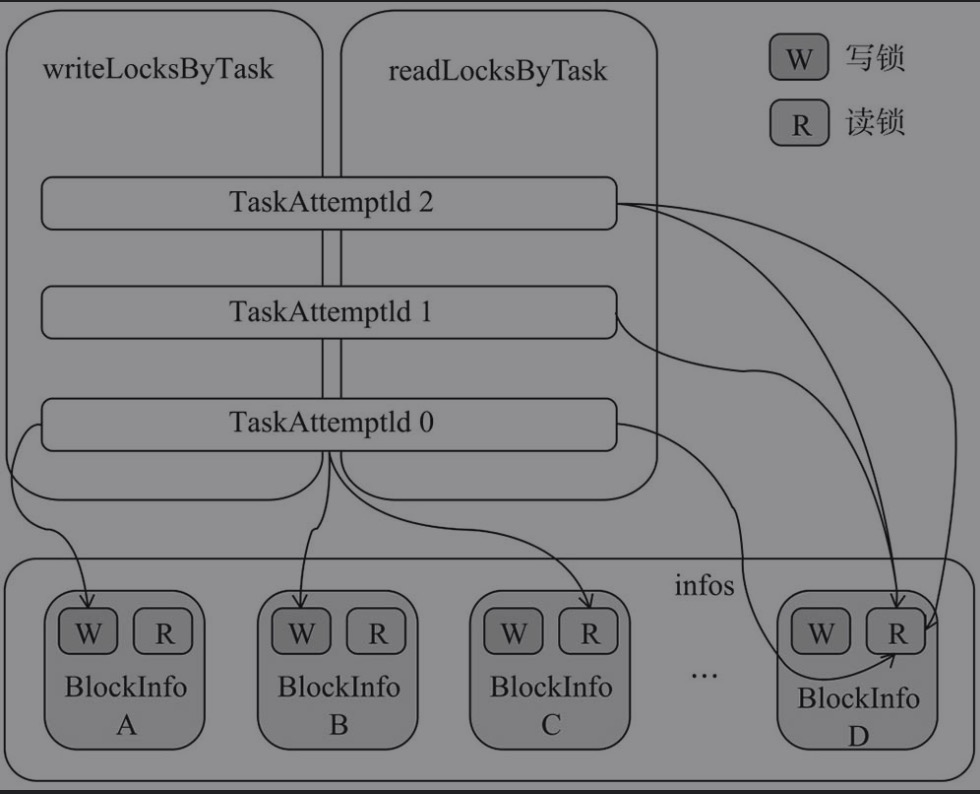 writeLocksByTask
readLocksByTask
W 写锁
R 读锁
TaskAttemptld 2
TaskAttemptld 1
TaskAttemptld 0
infos
W R
BlockInfo
A
W R
BlockInfo
B
W R
BlockInfo
C
...
W R
BlockInfo
D